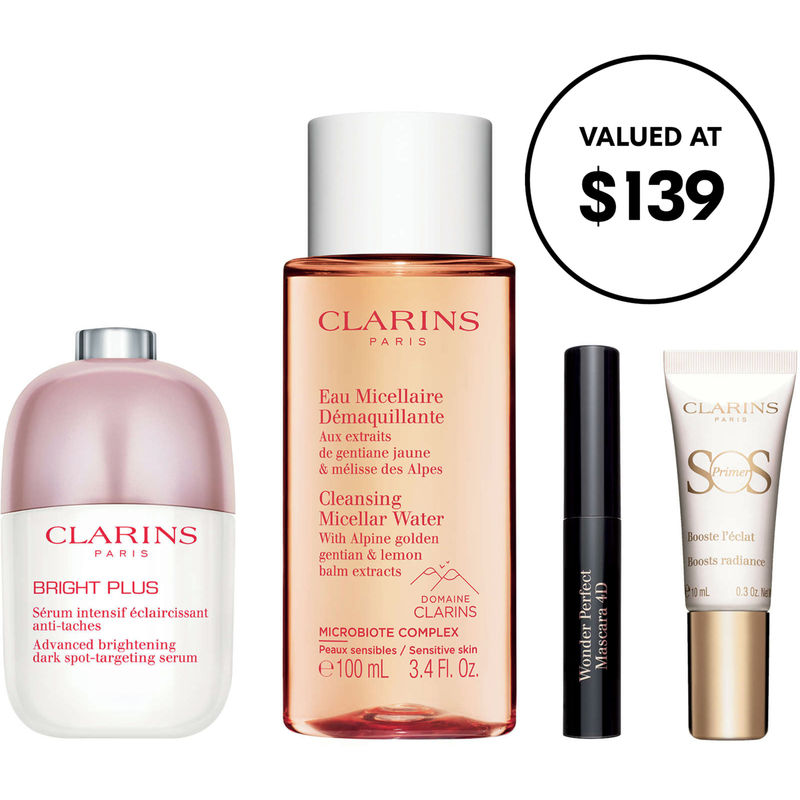 VALUED AT
$139
CLARINS
PARIS
BRIGHT PLUS
Sérum intensif éclaircissant
anti-taches
Advanced brightening
dark spot-targeting serum
CLARINS
PARIS
Eau Micellaire
Démaquillante
Aux extraits
de gentiane jaune
& mélisse des Alpes
Cleansing
Micellar Water
With Alpine golden
gentian & lemon
balm extracts
DOMAINE
CLARINS
MICROBIOTE COMPLEX
Peaux sensibles / Sensitive skin
℮100 mL 3.4 Fl. Oz.
Wonder Perfect
Mascara 4D
CLARINS
PARIS
SOS
Primer
Booste l'éclat
Boosts radiance
℮10 mL 0.3 Oz. Net